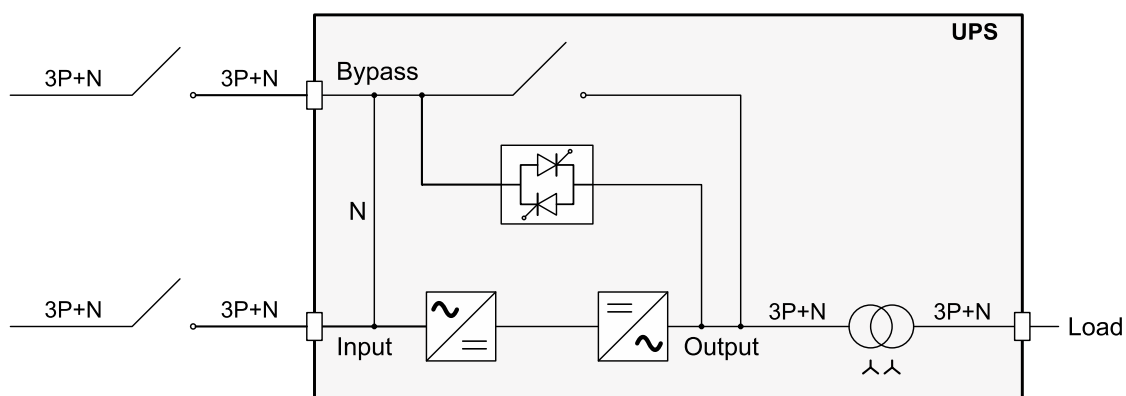 UPS
3P+N
3P+N
Bypass
N
3P+N
3P+N
Input
Output
3P+N
3P+N
Load